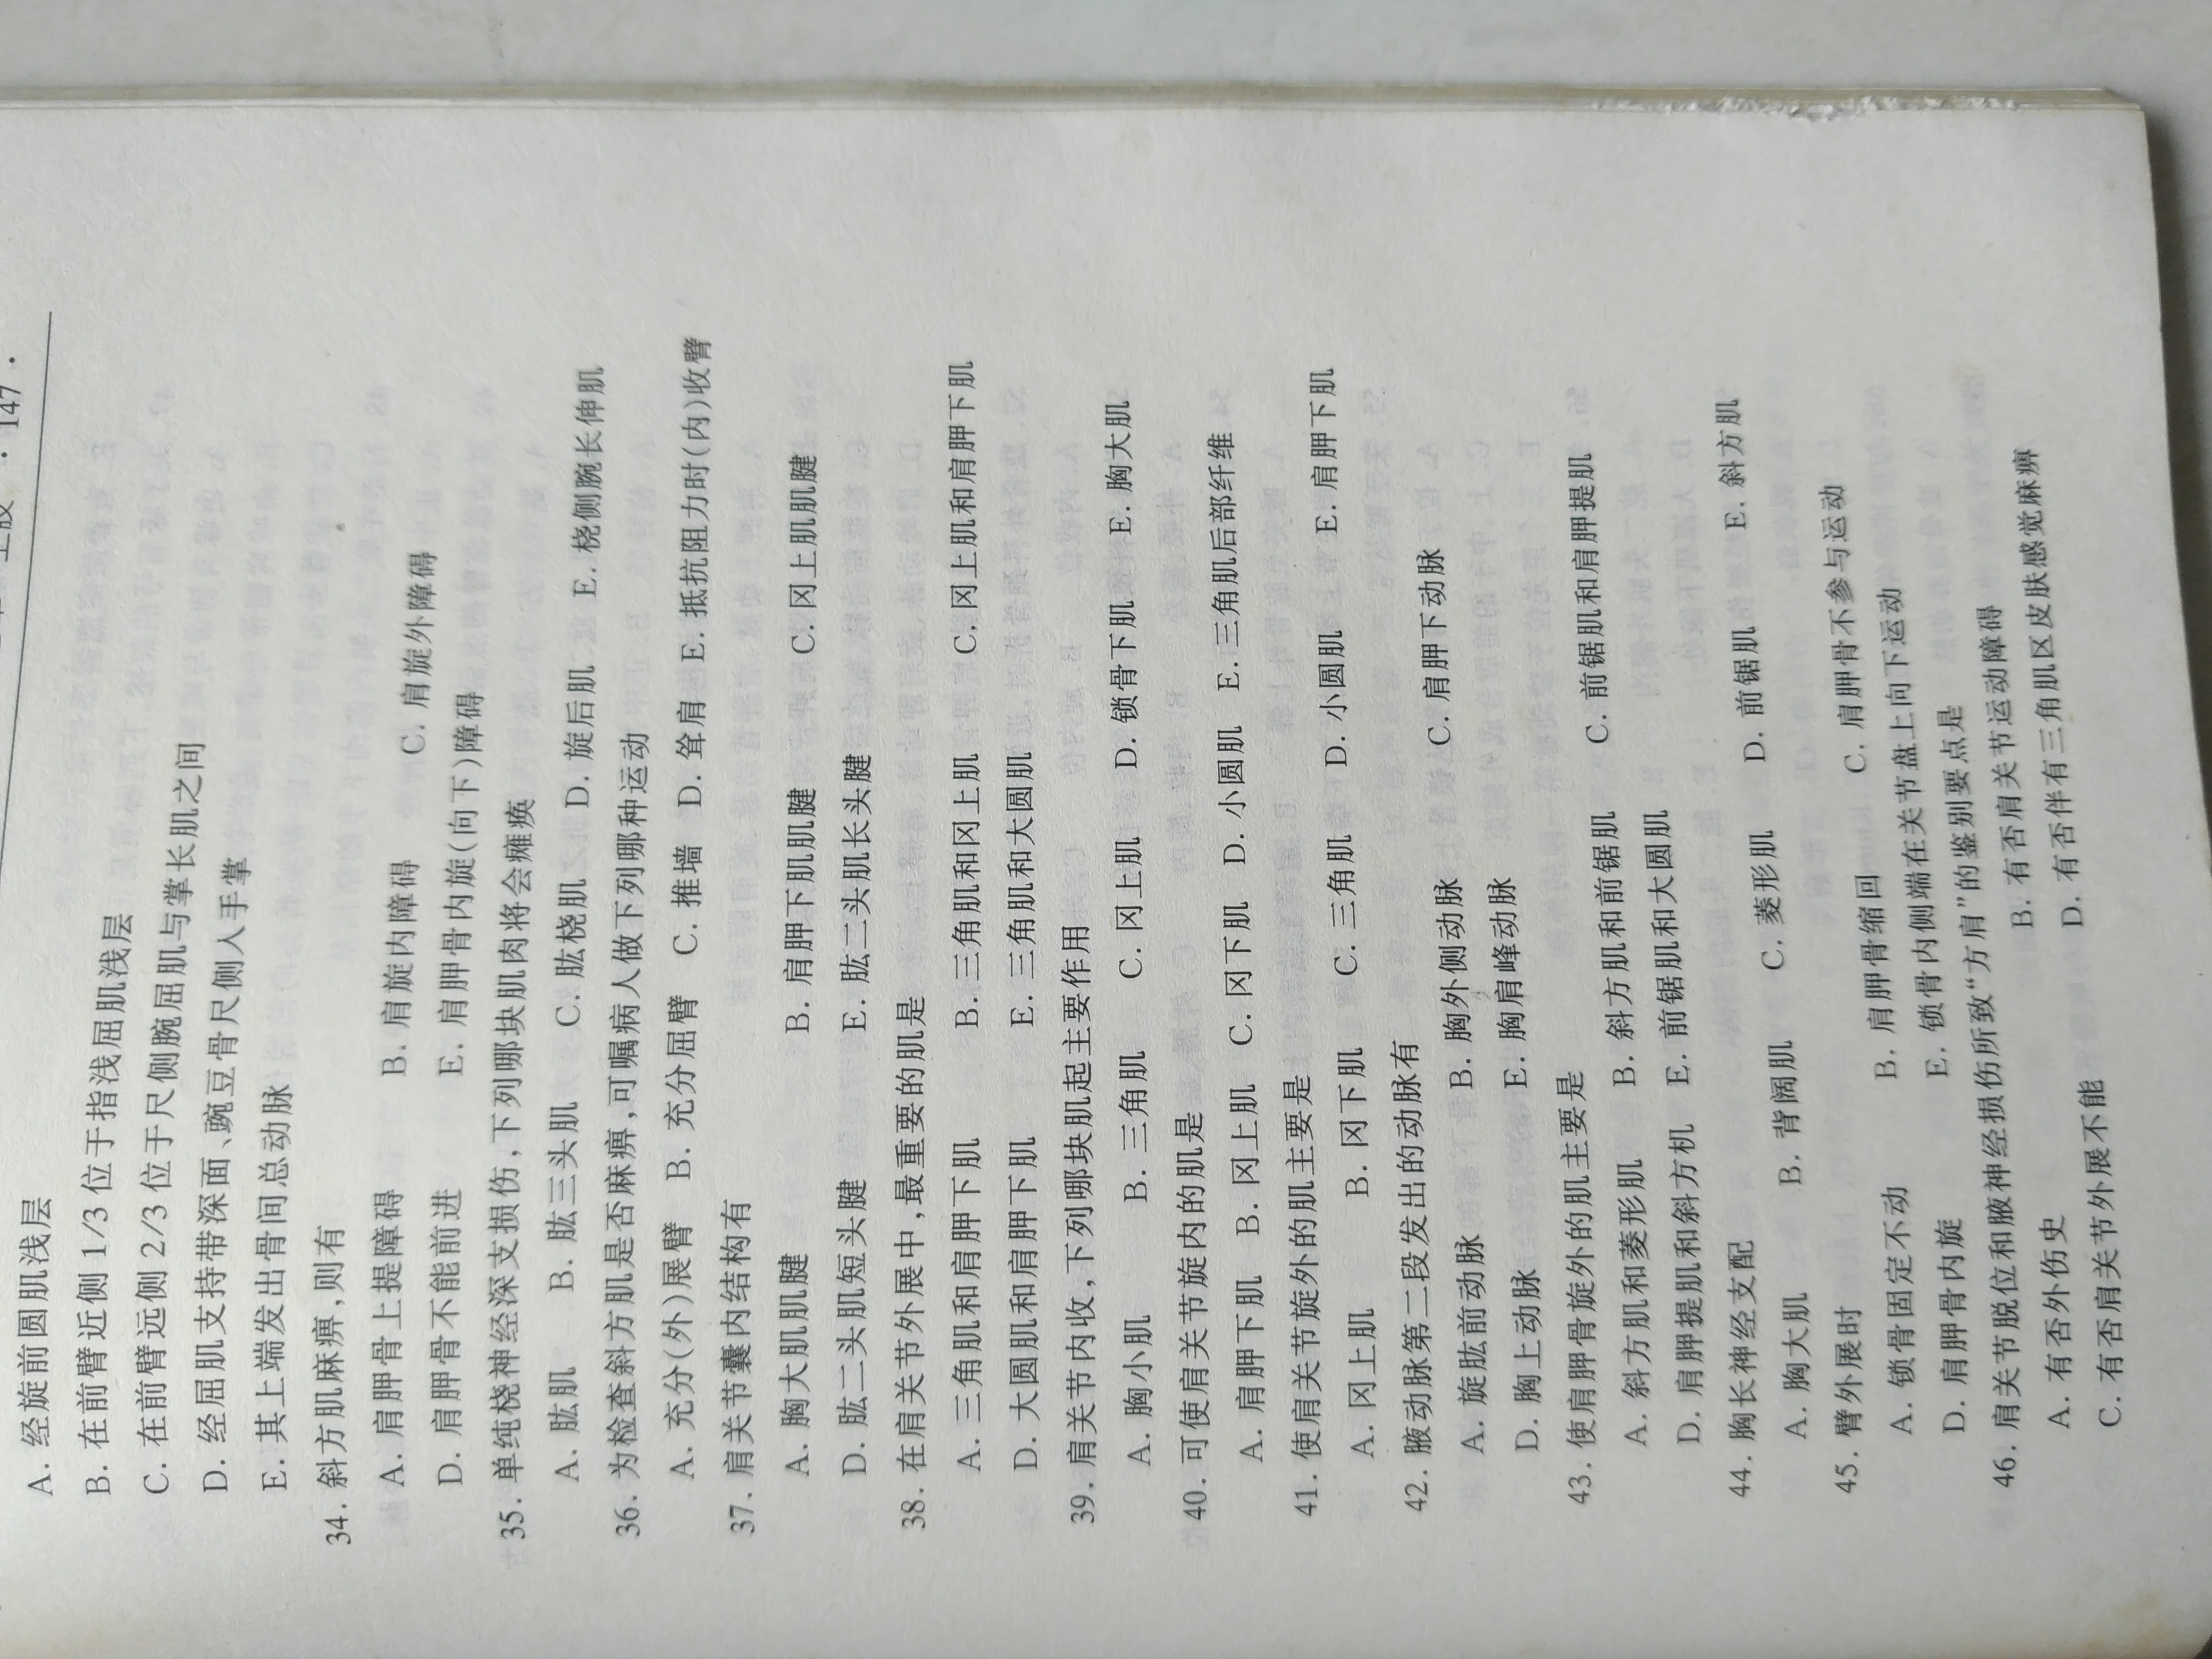 · 147 ·
A. 经旋前圆肌浅层
B. 在前臂近侧 1/3 位于指浅屈肌浅层
C. 在前臂远侧 2/3 位于尺侧腕屈肌与掌长肌之间
D. 经屈肌支持带深面、豌豆骨尺侧人手掌
E. 其上端发出骨间总动脉
34. 斜方肌麻痹,则有
A. 肩胛骨上提障碍 B. 肩旋内障碍 C. 肩旋外障碍
D. 肩胛骨不能前进 E. 肩胛骨内旋(向下)障碍
35. 单纯桡神经深支损伤,下列哪块肌肉将会瘫痪
A. 肱肌 B. 肱三头肌 C. 肱桡肌 D. 旋后肌 E. 桡侧腕长伸肌
36. 为检查斜方肌是否麻痹,可嘱病人做下列哪种运动
A. 充分(外)展臂 B. 充分屈臂 C. 推墙 D. 耸肩 E. 抵抗阻力时(内)收臂
37. 肩关节囊内结构有
A. 胸大肌肌腱 B. 肩胛下肌肌腱 C. 冈上肌肌腱
D. 肱二头肌短头腱 E. 肱二头肌长头腱
38. 在肩关节外展中,最重要的肌是
A. 三角肌和肩胛下肌 B. 三角肌和冈上肌 C. 冈上肌和肩胛下肌
D. 大圆肌和肩胛下肌 E. 三角肌和大圆肌
39. 肩关节内收,下列哪块肌起主要作用
A. 胸小肌 B. 三角肌 C. 冈上肌 D. 锁骨下肌 E. 胸大肌
40. 可使肩关节旋内的肌是
A. 肩胛下肌 B. 冈上肌 C. 冈下肌 D. 小圆肌 E. 三角肌后部纤维
41. 使肩关节旋外的肌主要是
A. 冈上肌 B. 冈下肌 C. 三角肌 D. 小圆肌 E. 肩胛下肌
42. 腋动脉第二段发出的动脉有
A. 旋肱前动脉 B. 胸外侧动脉 C. 肩胛下动脉
D. 胸上动脉 E. 胸肩峰动脉
43. 使肩胛骨旋外的肌主要是
A. 斜方肌和菱形肌 B. 斜方肌和前锯肌 C. 前锯肌和肩胛提肌
D. 肩胛提肌和斜方机 E. 前锯肌和大圆肌
44. 胸长神经支配
A. 胸大肌 B. 背阔肌 C. 菱形肌 D. 前锯肌 E. 斜方肌
45. 臂外展时
A. 锁骨固定不动 B. 肩胛骨缩回 C. 肩胛骨不参与运动
D. 肩胛骨内旋 E. 锁骨内侧端在关节盘上向下运动
46. 肩关节脱位和腋神经损伤所致“方肩”的鉴别要点是
A. 有否外伤史 B. 有否肩关节运动障碍
C. 有否肩关节外展不能 D. 有否伴有三角肌区皮肤感觉麻痹